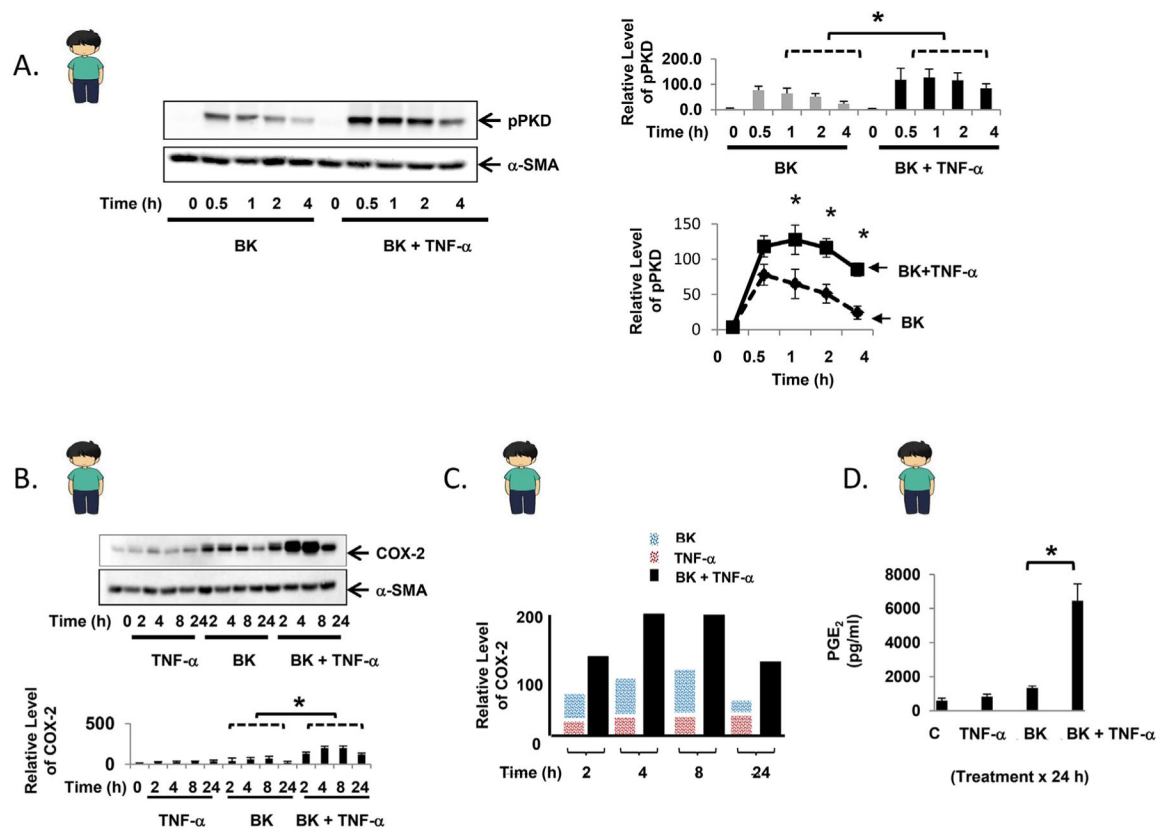 A.
pPKD
α-SMA
Time (h) 0 0.5 1 2 4 0 0.5 1 2 4
BK BK + TNF-α
*
Relative Level
of pPKD
100.0
50.0
0.0
Time (h) 0 0.5 1 2 4 0 0.5 1 2 4
BK BK + TNF-α
Relative Level
of pPKD
150
100
50
0
* * *
BK+TNF-α
BK
0 0.5 1 2 4
Time (h)
B.
COX-2
α-SMA
Time (h) 0 2 4 8 24 2 4 8 24 2 4 8 24
TNF-α BK BK + TNF-α
*
Relative Level
of COX-2
500
0
Time (h) 0 2 4 8 24 2 4 8 24 2 4 8 24
TNF-α BK BK + TNF-α
C.
BK
TNF-α
BK + TNF-α
Relative Level
of COX-2
200
100
0
Time (h) 2 4 8 24
D.
*
PGE2
(pg/ml)
8000
6000
4000
2000
0
C TNF-α BK BK + TNF-α
(Treatment x 24 h)